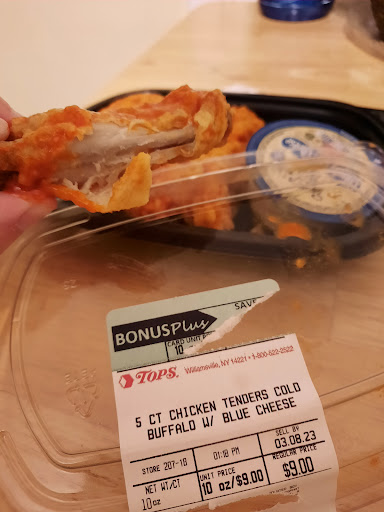 BONUSPlus
SAVE
CARD UNIT P
10
TOPS. Williamsville, NY 14221 • 1-800-522-2522
5 CT CHICKEN TENDERS COLD
BUFFALO W/ BLUE CHEESE
STORE 207-10
01:18 PM
SELL BY
03.08.23
NET WT/CT
10oz
UNIT PRICE
10 oz/$9.00
REGULAR PRICE
$9.00